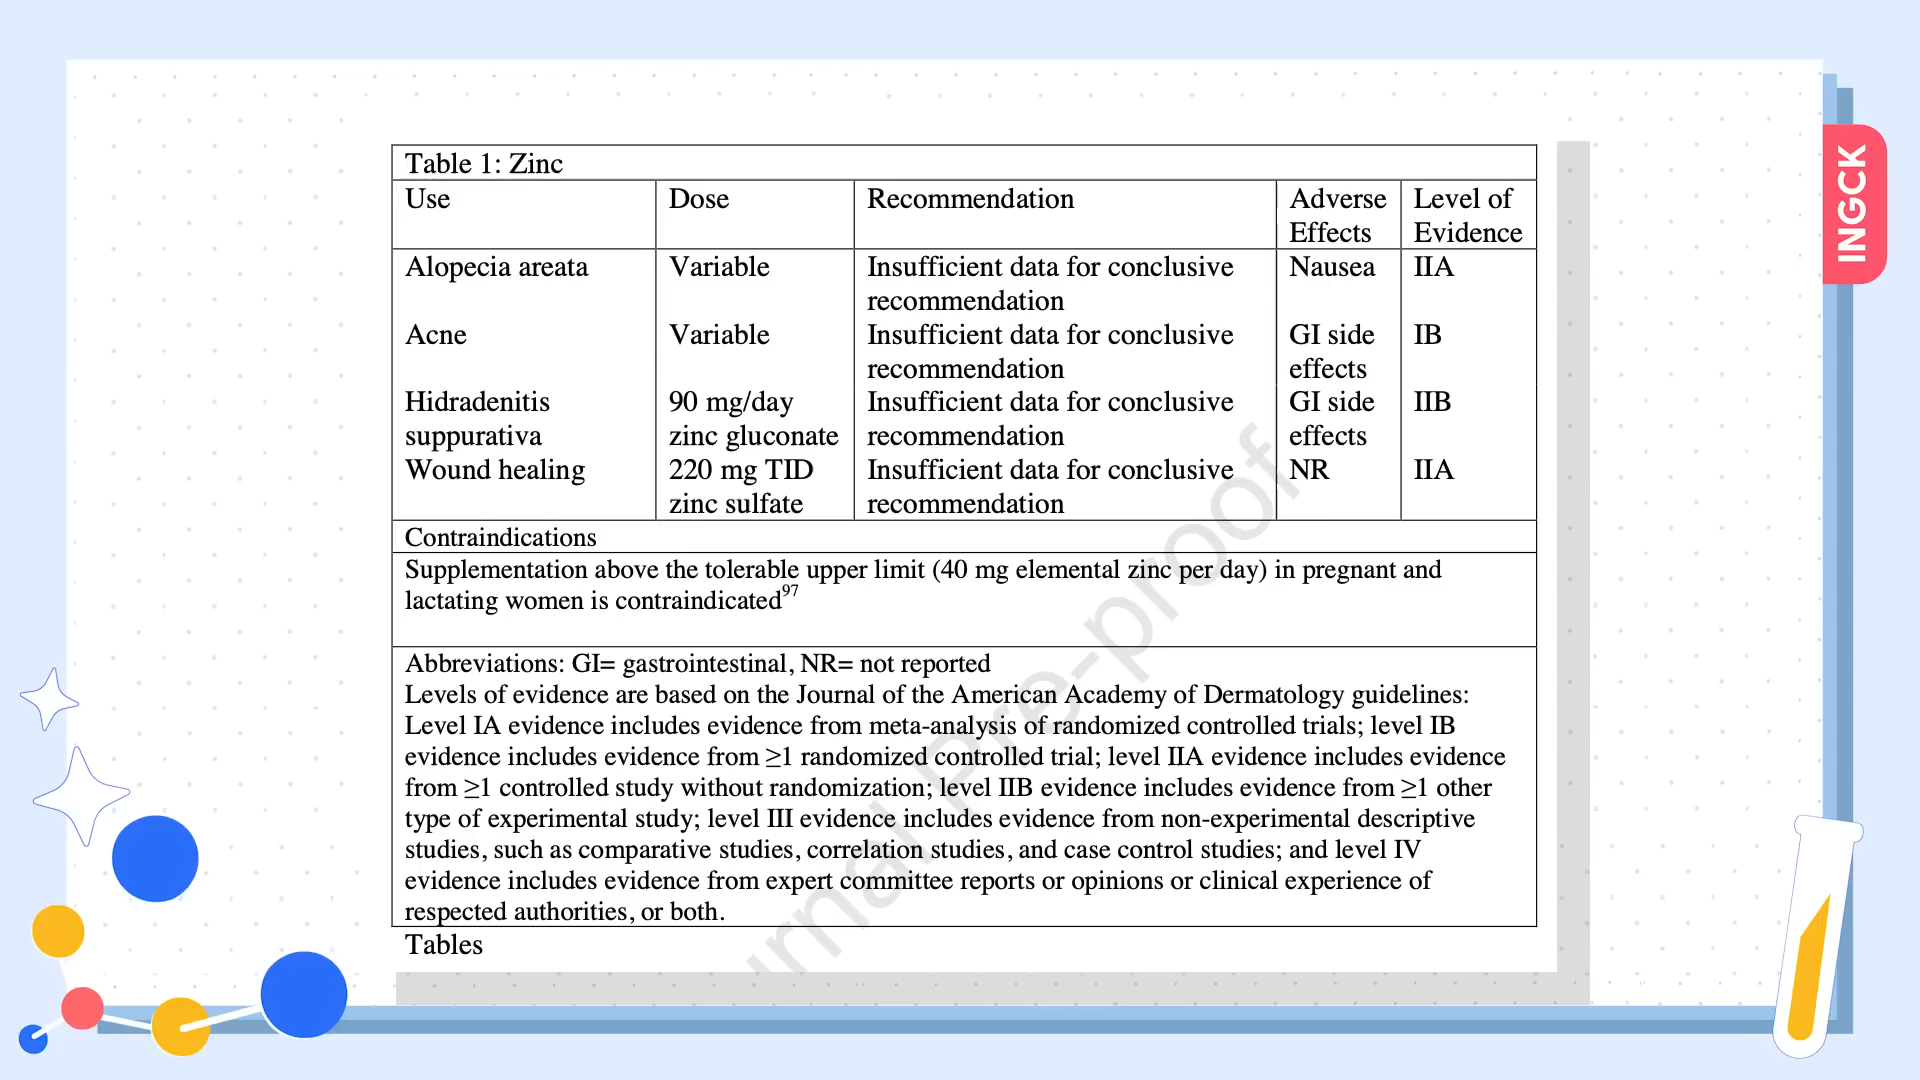 Table 1: Zinc
Use Dose Recommendation Adverse Effects Level of Evidence
Alopecia areata Variable Insufficient data for conclusive recommendation Nausea IIA
Acne Variable Insufficient data for conclusive recommendation GI side effects IB
Hidradenitis suppurativa 90 mg/day zinc gluconate Insufficient data for conclusive recommendation GI side effects IIB
Wound healing 220 mg TID zinc sulfate Insufficient data for conclusive recommendation NR IIA
Contraindications
Supplementation above the tolerable upper limit (40 mg elemental zinc per day) in pregnant and
lactating women is contraindicated97
Abbreviations: GI= gastrointestinal, NR= not reported
Levels of evidence are based on the Journal of the American Academy of Dermatology guidelines:
Level IA evidence includes evidence from meta-analysis of randomized controlled trials; level IB
evidence includes evidence from ≥1 randomized controlled trial; level IIA evidence includes evidence
from ≥1 controlled study without randomization; level IIB evidence includes evidence from ≥1 other
type of experimental study; level III evidence includes evidence from non-experimental descriptive
studies, such as comparative studies, correlation studies, and case control studies; and level IV
evidence includes evidence from expert committee reports or opinions or clinical experience of
respected authorities, or both.
Tables
INGCK
rnal Pre-proof